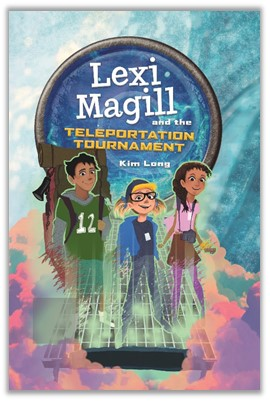 Lexi
Magill
and the
TELEPORTATION
TOURNAMENT
Kim Long
12